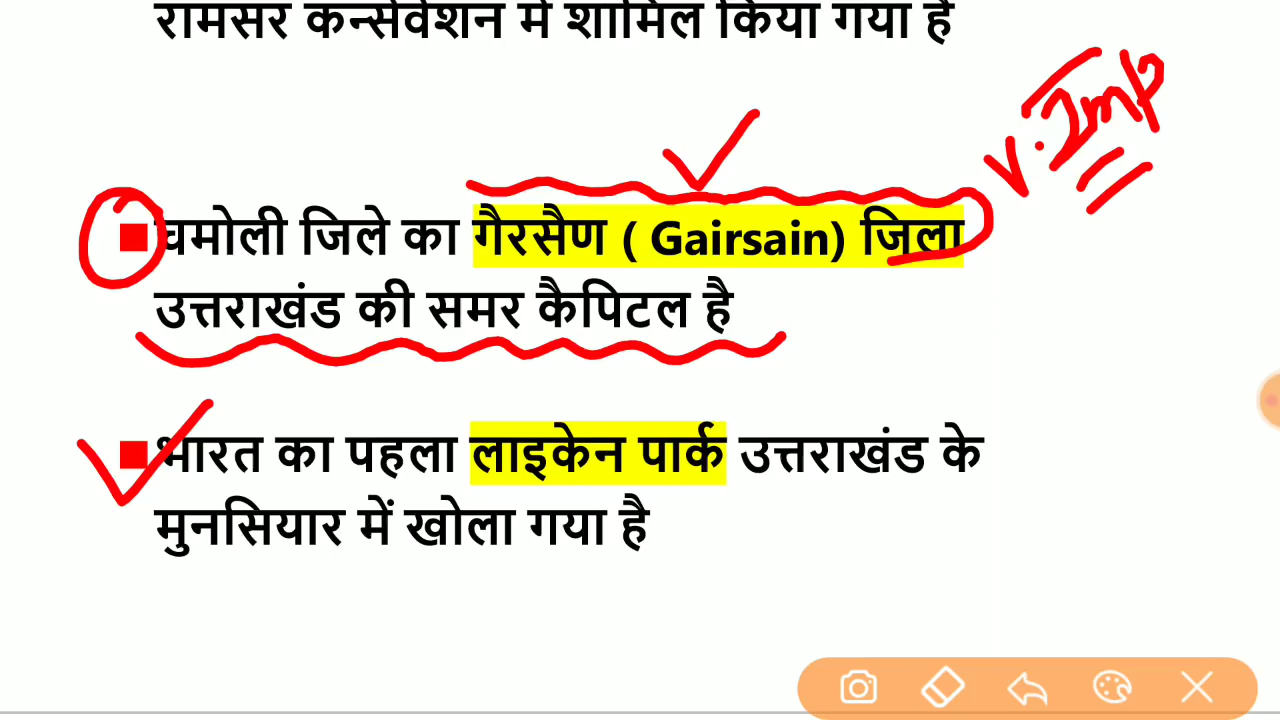 रामसर कन्सर्वेशन में शामिल किया गया है
V. Imp
■ चमोली जिले का गैरसैण ( Gairsain) जिला
उत्तराखंड की समर कैपिटल है
■ भारत का पहला लाइकेन पार्क उत्तराखंड के
मुनसियार में खोला गया है